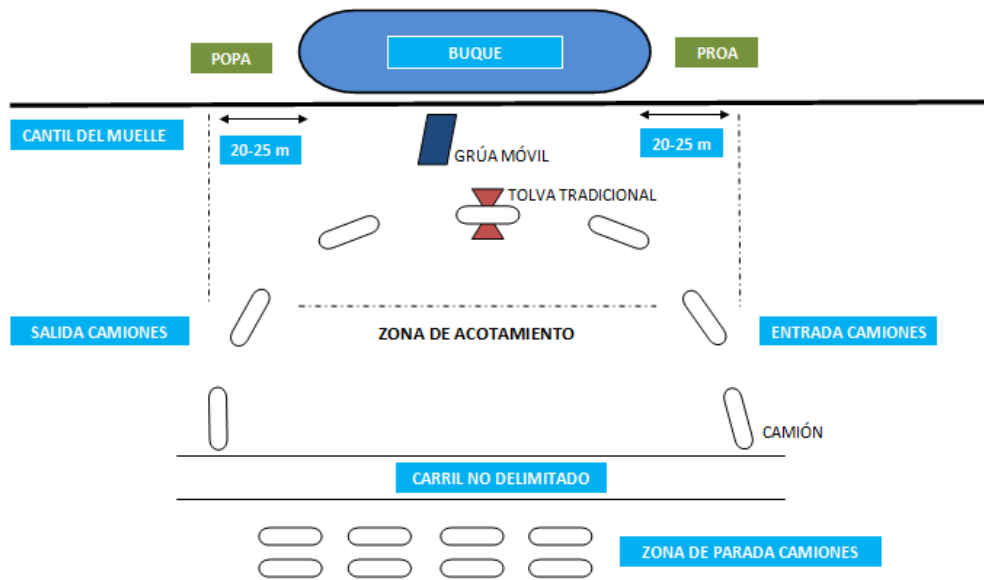 BUQUE
POPA
PROA
CANTIL DEL MUELLE
20-25 m
20-25 m
GRÚA MÓVIL
TOLVA TRADICIONAL
SALIDA CAMIONES
ZONA DE ACOTAMIENTO
ENTRADA CAMIONES
CAMIÓN
CARRIL NO DELIMITADO
ZONA DE PARADA CAMIONES